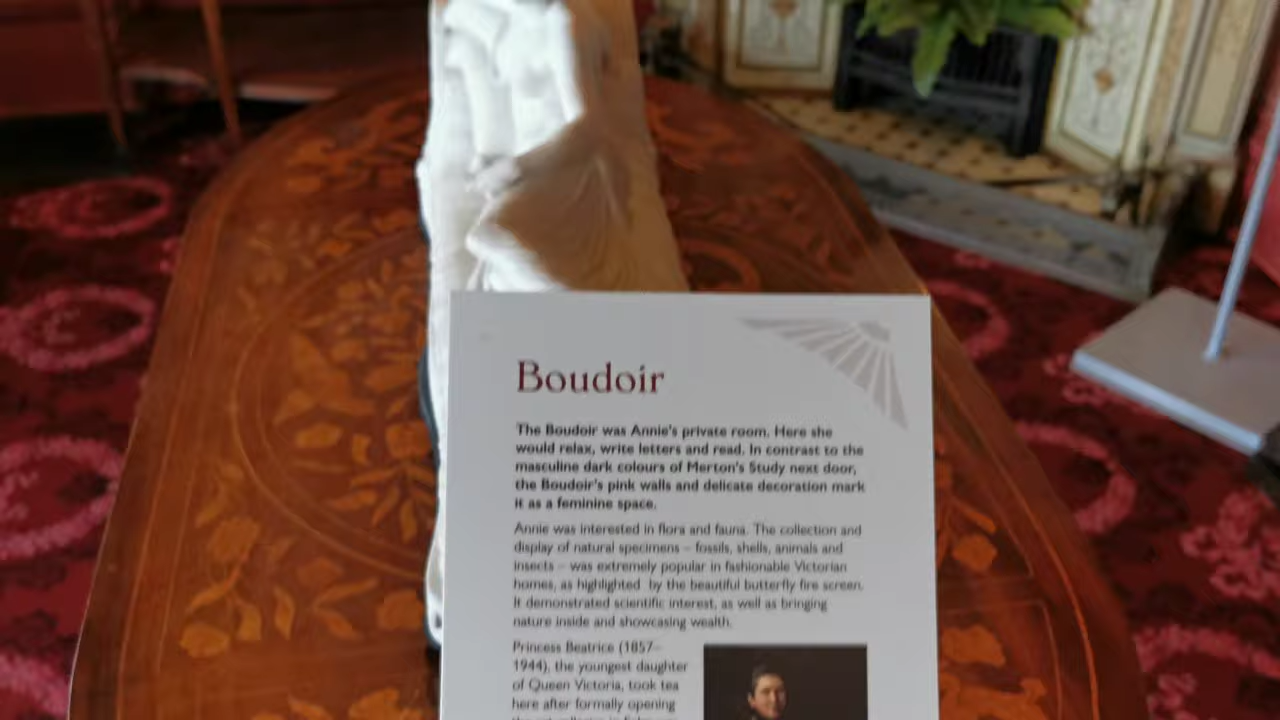 Boudoir
The Boudoir was Annie's private room. Here she
would relax, write letters and read. In contrast to the
masculine dark colours of Merton's Study next door,
the Boudoir's pink walls and delicate decoration mark
it as a feminine space.
Annie was interested in flora and fauna. The collection and
display of natural specimens – fossils, shells, animals and
insects – was extremely popular in fashionable Victorian
homes, as highlighted by the beautiful butterfly fire screen.
It demonstrated scientific interest, as well as bringing
nature inside and showcasing wealth.
Princess Beatrice (1857–
1944), the youngest daughter
of Queen Victoria, took tea
here after formally opening